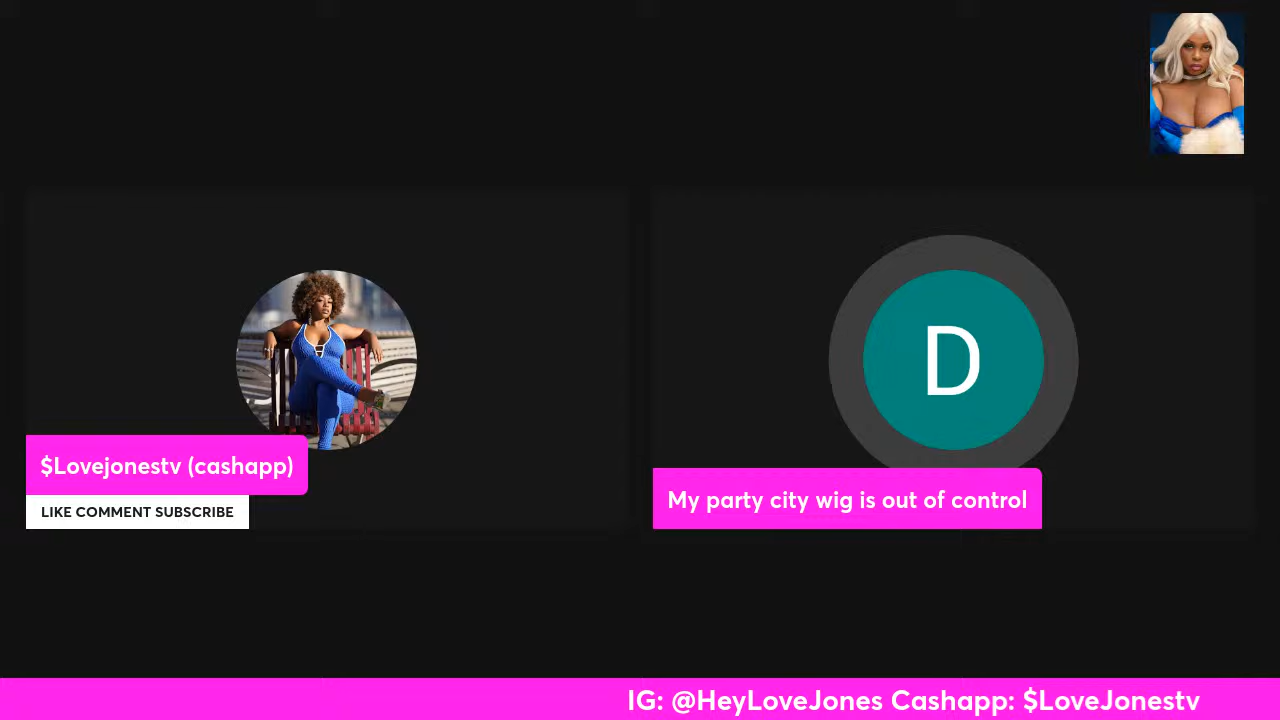 D
$Lovejonestv (cashapp)
LIKE COMMENT SUBSCRIBE
My party city wig is out of control
IG: @HeyLoveJones Cashapp: $LoveJonestv